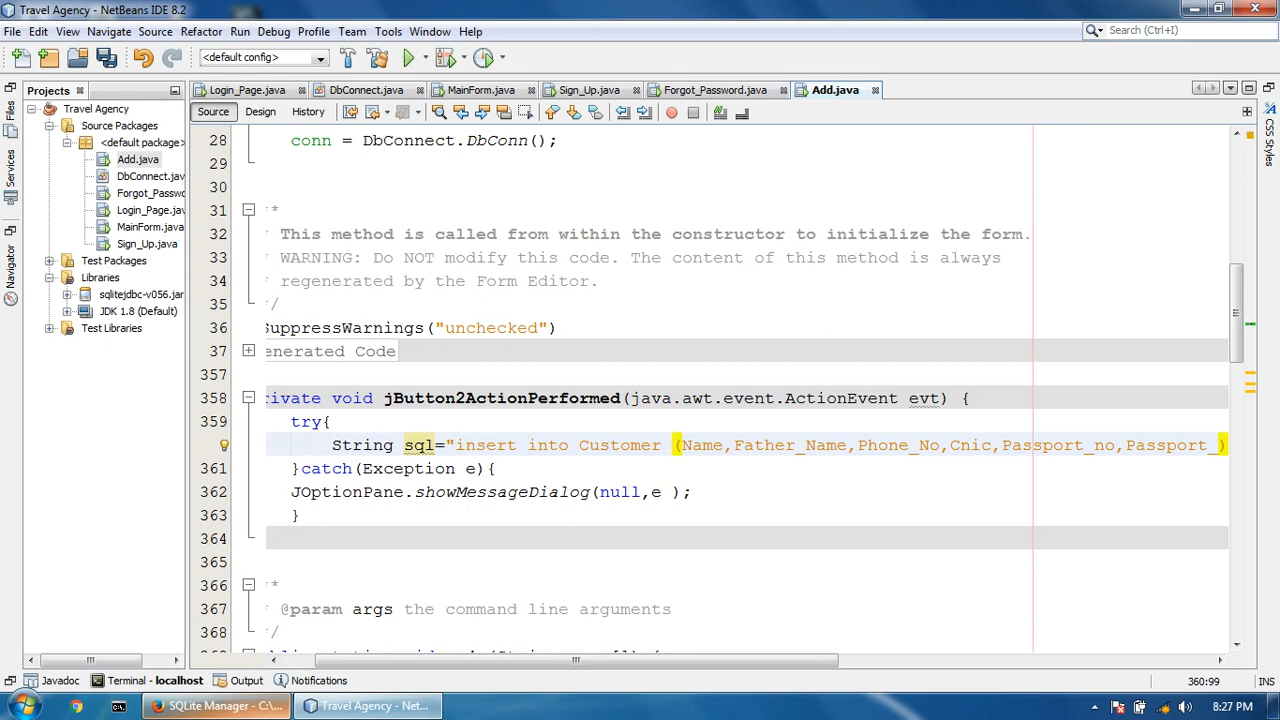 Travel Agency - NetBeans IDE 8.2
File Edit View Navigate Source Refactor Run Debug Profile Team Tools Window Help
Search (Ctrl+I)
<default config>
Projects
Login_Page.java DbConnect.java MainForm.java Sign_Up.java Forgot_Password.java Add.java
Files
Services
Navigator
CSS Styles
Travel Agency
Source Packages
<default package>
Add.java
DbConnect.jav
Forgot_Passwo
Login_Page.jav
MainForm.java
Sign_Up.java
Test Packages
Libraries
sqlitejdbc-v056.jar
JDK 1.8 (Default)
Test Libraries
Source Design History
28 conn = DbConnect.DbConn();
29
30
31 *
32 * This method is called from within the constructor to initialize the form.
33 * WARNING: Do NOT modify this code. The content of this method is always
34 * regenerated by the Form Editor.
35 */
36 SuppressWarnings("unchecked")
37 enerated Code
357
358 rivate void jButton2ActionPerformed(java.awt.event.ActionEvent evt) {
359 try{
String sql="insert into Customer (Name,Father_Name,Phone_No,Cnic,Passport_no,Passport_)
361 }catch(Exception e){
362 JOptionPane.showMessageDialog(null,e );
363 }
364
365
366 *
367 * @param args the command line arguments
368 */
Javadoc Terminal - localhost Output Notifications
360:99 INS
SQLite Manager - C:\... Travel Agency - Net...
8:27 PM